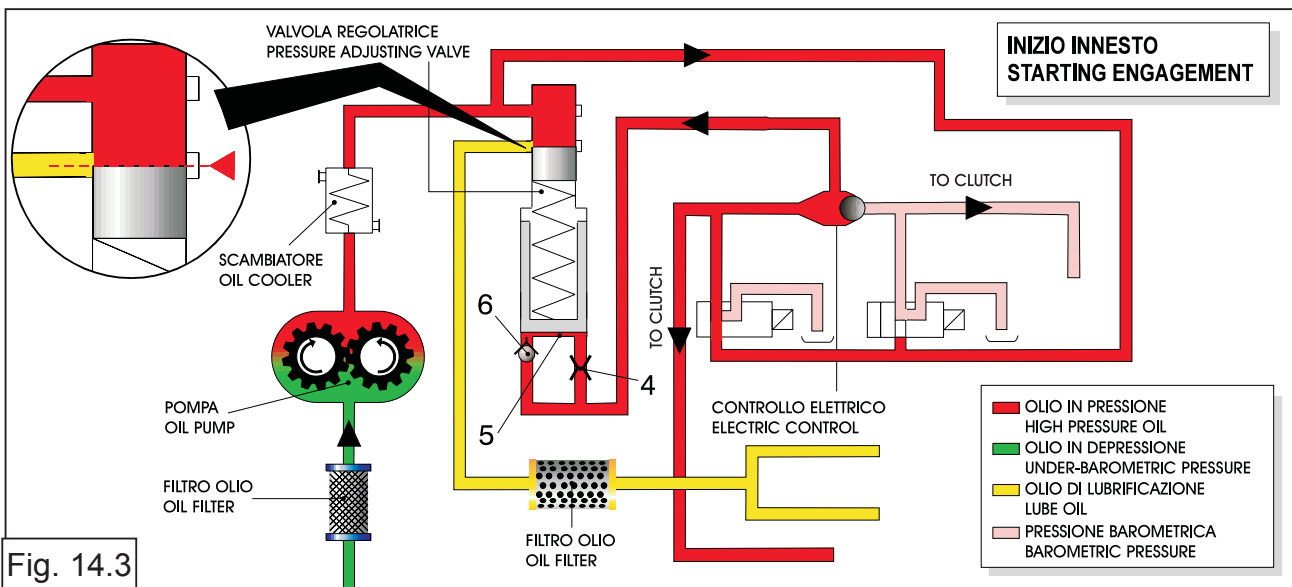 VALVOLA REGOLATRICE
PRESSURE ADJUSTING VALVE
INIZIO INNESTO
STARTING ENGAGEMENT
TO CLUTCH
SCAMBIATORE
OIL COOLER
TO CLUTCH
6
4
5
POMPA
OIL PUMP
CONTROLLO ELETTRICO
ELECTRIC CONTROL
FILTRO OLIO
OIL FILTER
FILTRO OLIO
OIL FILTER
OLIO IN PRESSIONE
HIGH PRESSURE OIL
OLIO IN DEPRESSIONE
UNDER-BAROMETRIC PRESSURE
OLIO DI LUBRIFICAZIONE
LUBE OIL
PRESSIONE BAROMETRICA
BAROMETRIC PRESSURE
Fig. 14.3